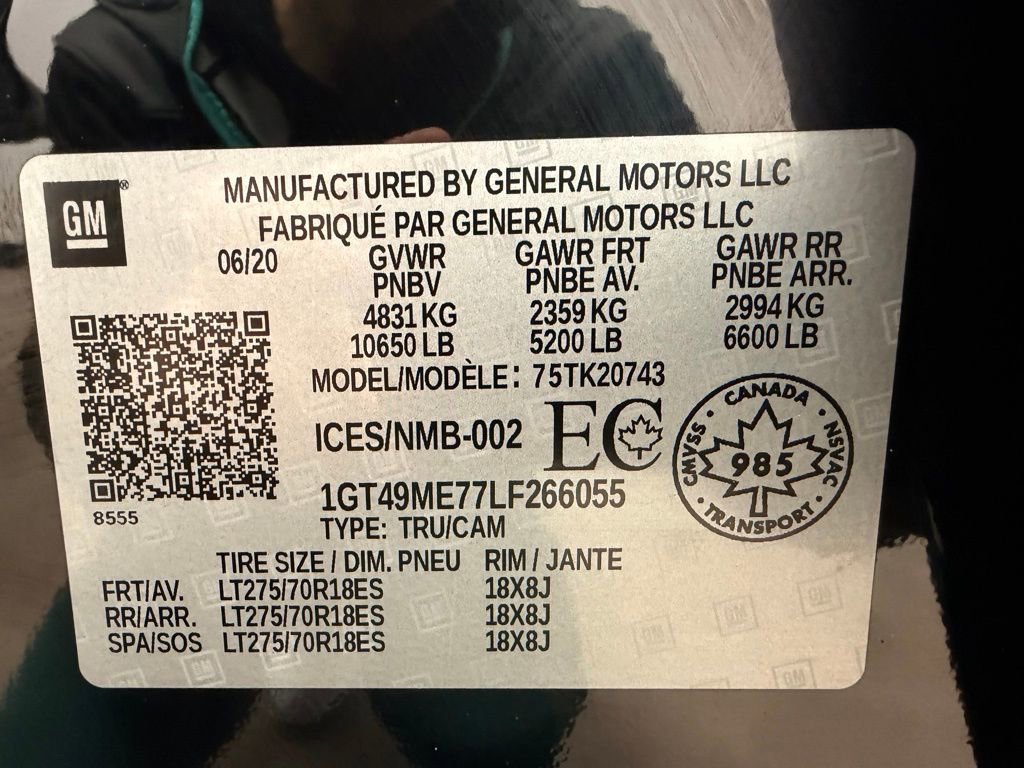 GM ®
MANUFACTURED BY GENERAL MOTORS LLC
FABRIQUÉ PAR GENERAL MOTORS LLC
06/20 GVWR GAWR FRT GAWR RR
PNBV PNBE AV. PNBE ARR.
4831 KG 2359 KG 2994 KG
10650 LB 5200 LB 6600 LB
MODEL/MODÈLE: 75TK20743
ICES/NMB-002 EC
CANADA
CMVSS 985 NSVAC
TRANSPORT
8555
1GT49ME77LF266055
TYPE: TRU/CAM
TIRE SIZE / DIM. PNEU RIM / JANTE
FRT/AV. LT275/70R18ES 18X8J
RR/ARR. LT275/70R18ES 18X8J
SPA/SOS LT275/70R18ES 18X8J